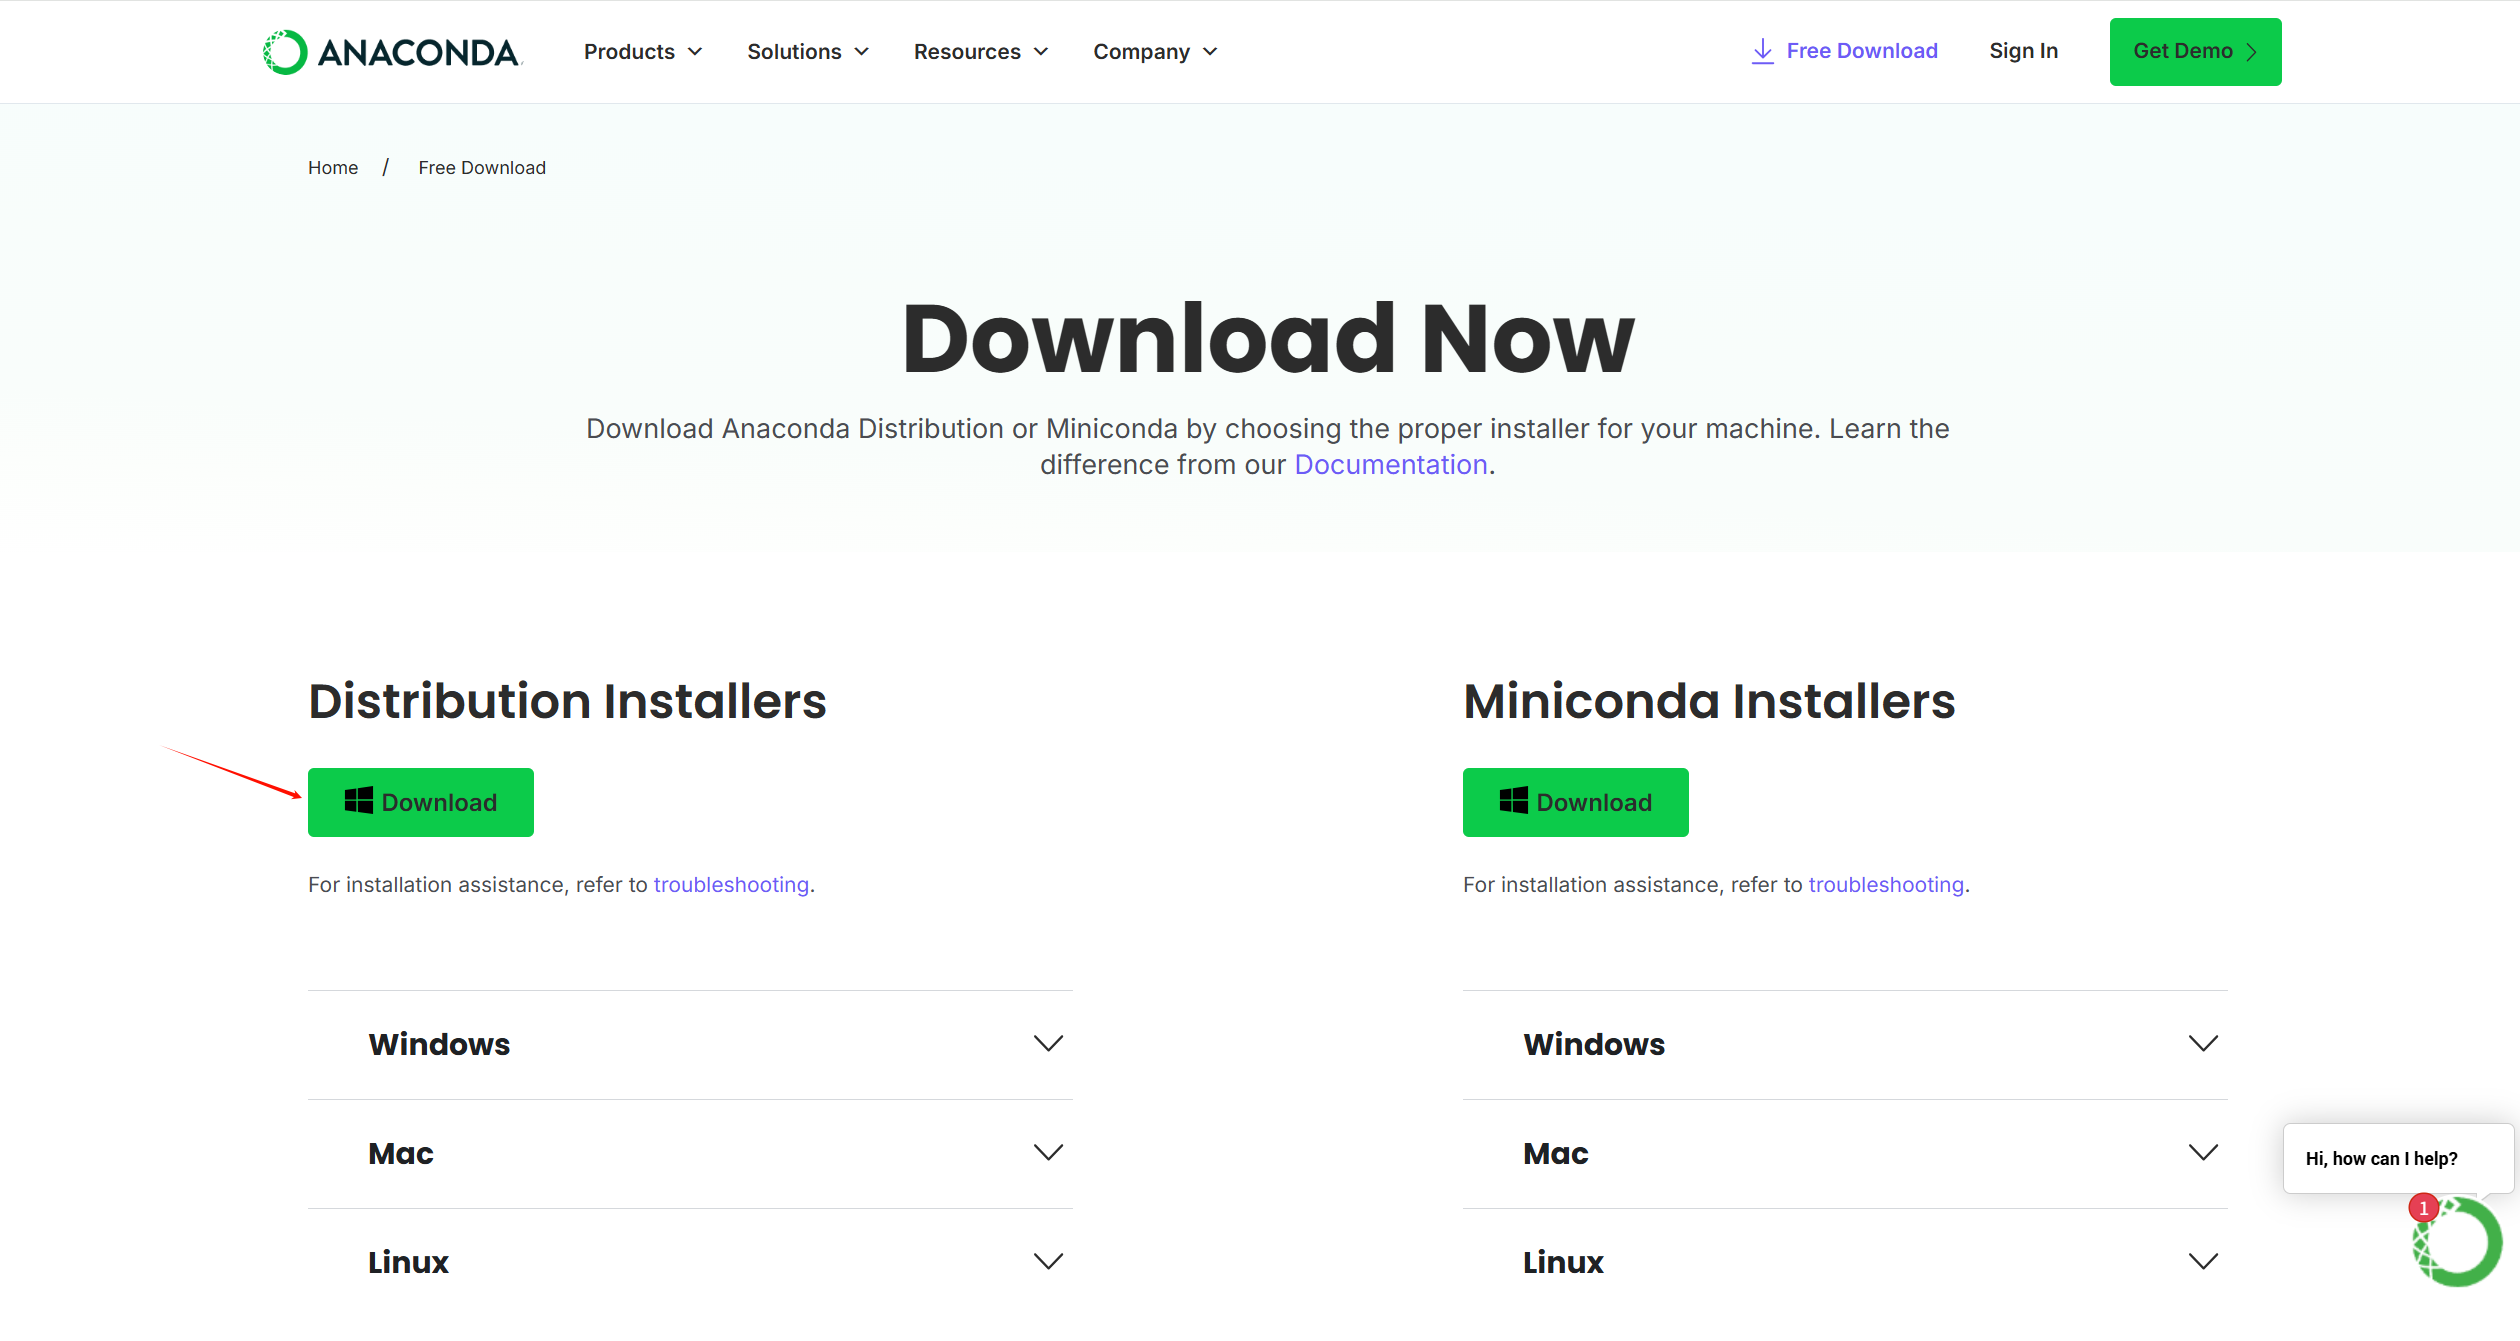 ANACONDA.
Products
Solutions
Resources
Company
Free Download
Sign In
Get Demo
Home / Free Download
Download Now
Download Anaconda Distribution or Miniconda by choosing the proper installer for your machine. Learn the
difference from our Documentation.
Distribution Installers
Download
For installation assistance, refer to troubleshooting.
Windows
Mac
Linux
Miniconda Installers
Download
For installation assistance, refer to troubleshooting.
Windows
Mac
Linux
Hi, how can I help?
1